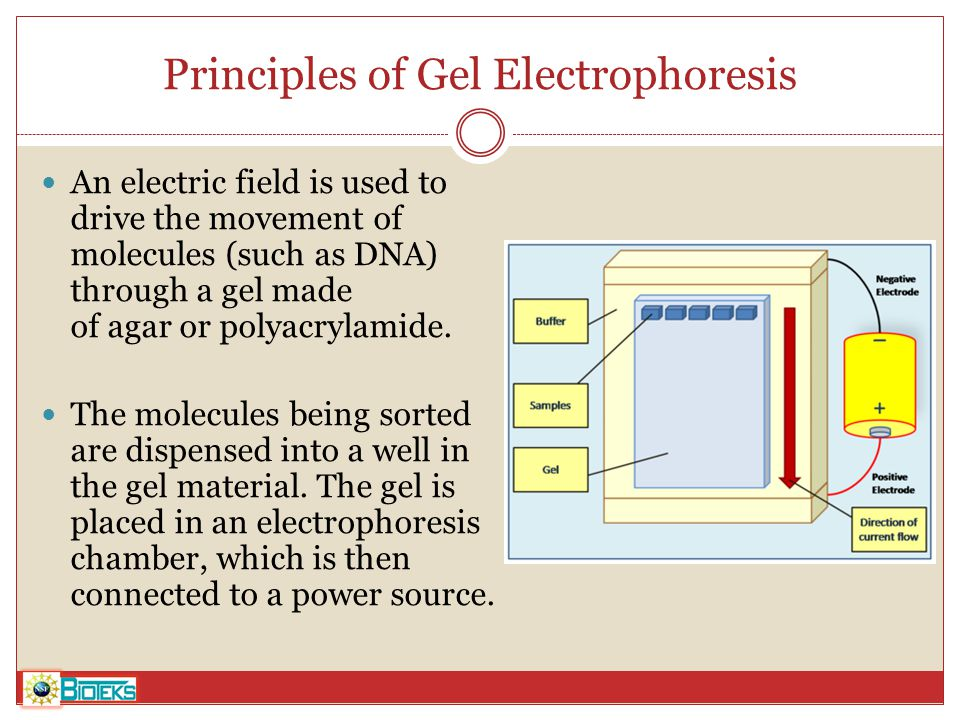 Principles of Gel Electrophoresis
An electric field is used to
drive the movement of
molecules (such as DNA)
through a gel made
of agar or polyacrylamide.
The molecules being sorted
are dispensed into a well in
the gel material. The gel is
placed in an electrophoresis
chamber, which is then
connected to a power source.
Buffer
Samples
Gel
Negative
Electrode
−
+
Positive
Electrode
Direction of
current flow
NSF
BIOTEKS